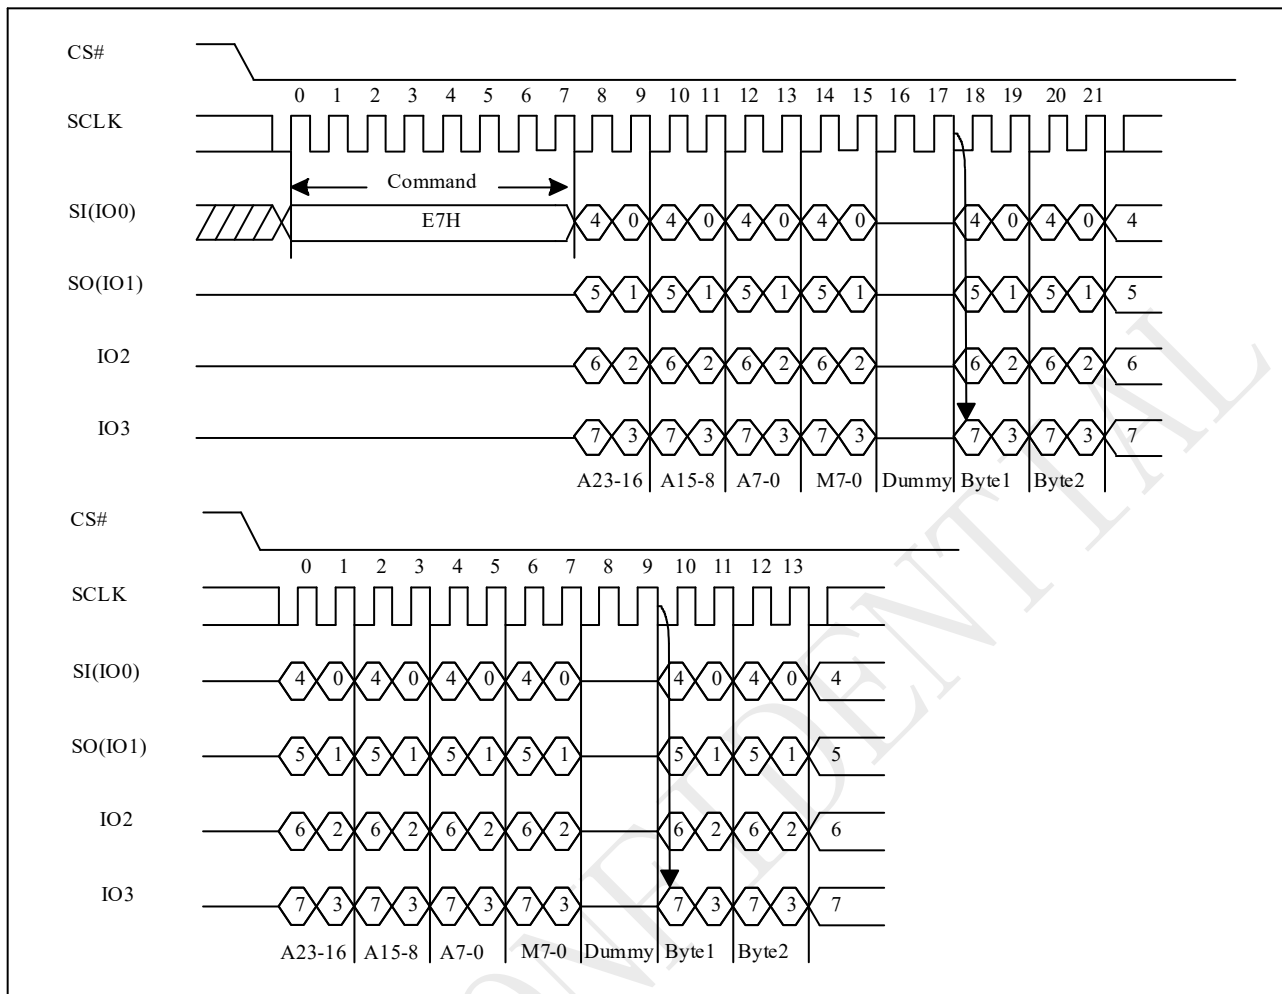 CS#
0 1 2 3 4 5 6 7 8 9 10 11 12 13 14 15 16 17 18 19 20 21
SCLK
Command
SI(IO0) E7H 4 0 4 0 4 0 4 0 4 0 4 0 4
SO(IO1) 5 1 5 1 5 1 5 1 5 1 5 1 5
IO2 6 2 6 2 6 2 6 2 6 2 6 2 6
IO3 7 3 7 3 7 3 7 3 7 3 7 3 7
A23-16 A15-8 A7-0 M7-0 Dummy Byte1 Byte2
CS#
0 1 2 3 4 5 6 7 8 9 10 11 12 13
SCLK
SI(IO0) 4 0 4 0 4 0 4 0 4 0 4 0 4
SO(IO1) 5 1 5 1 5 1 5 1 5 1 5 1 5
IO2 6 2 6 2 6 2 6 2 6 2 6 2 6
IO3 7 3 7 3 7 3 7 3 7 3 7 3 7
A23-16 A15-8 A7-0 M7-0 Dummy Byte1 Byte2
ONFIDENTIAL